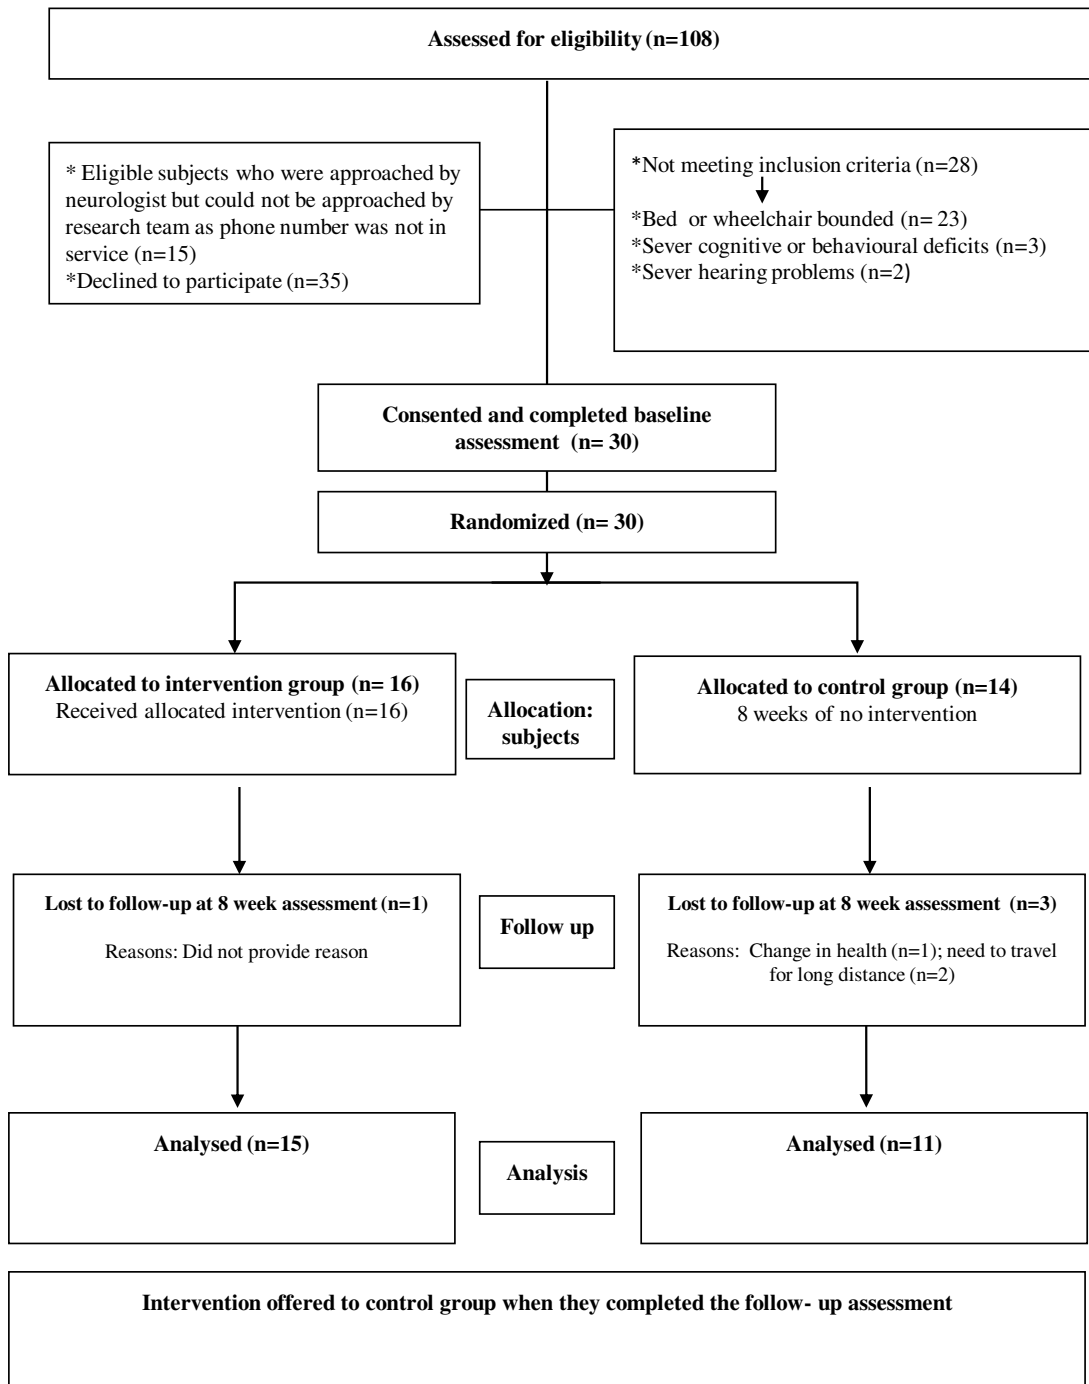 Assessed for eligibility (n=108)
* Eligible subjects who were approached by
neurologist but could not be approached by
research team as phone number was not in
service (n=15)
*Declined to participate (n=35)
*Not meeting inclusion criteria (n=28)
*Bed or wheelchair bounded (n= 23)
*Sever cognitive or behavioural deficits (n=3)
*Sever hearing problems (n=2)
Consented and completed baseline
assessment (n= 30)
Randomized (n= 30)
Allocated to intervention group (n= 16)
Received allocated intervention (n=16)
Allocation:
subjects
Allocated to control group (n=14)
8 weeks of no intervention
Lost to follow-up at 8 week assessment (n=1)
Reasons: Did not provide reason
Follow up
Lost to follow-up at 8 week assessment (n=3)
Reasons: Change in health (n=1); need to travel
for long distance (n=2)
Analysed (n=15)
Analysis
Analysed (n=11)
Intervention offered to control group when they completed the follow- up assessment